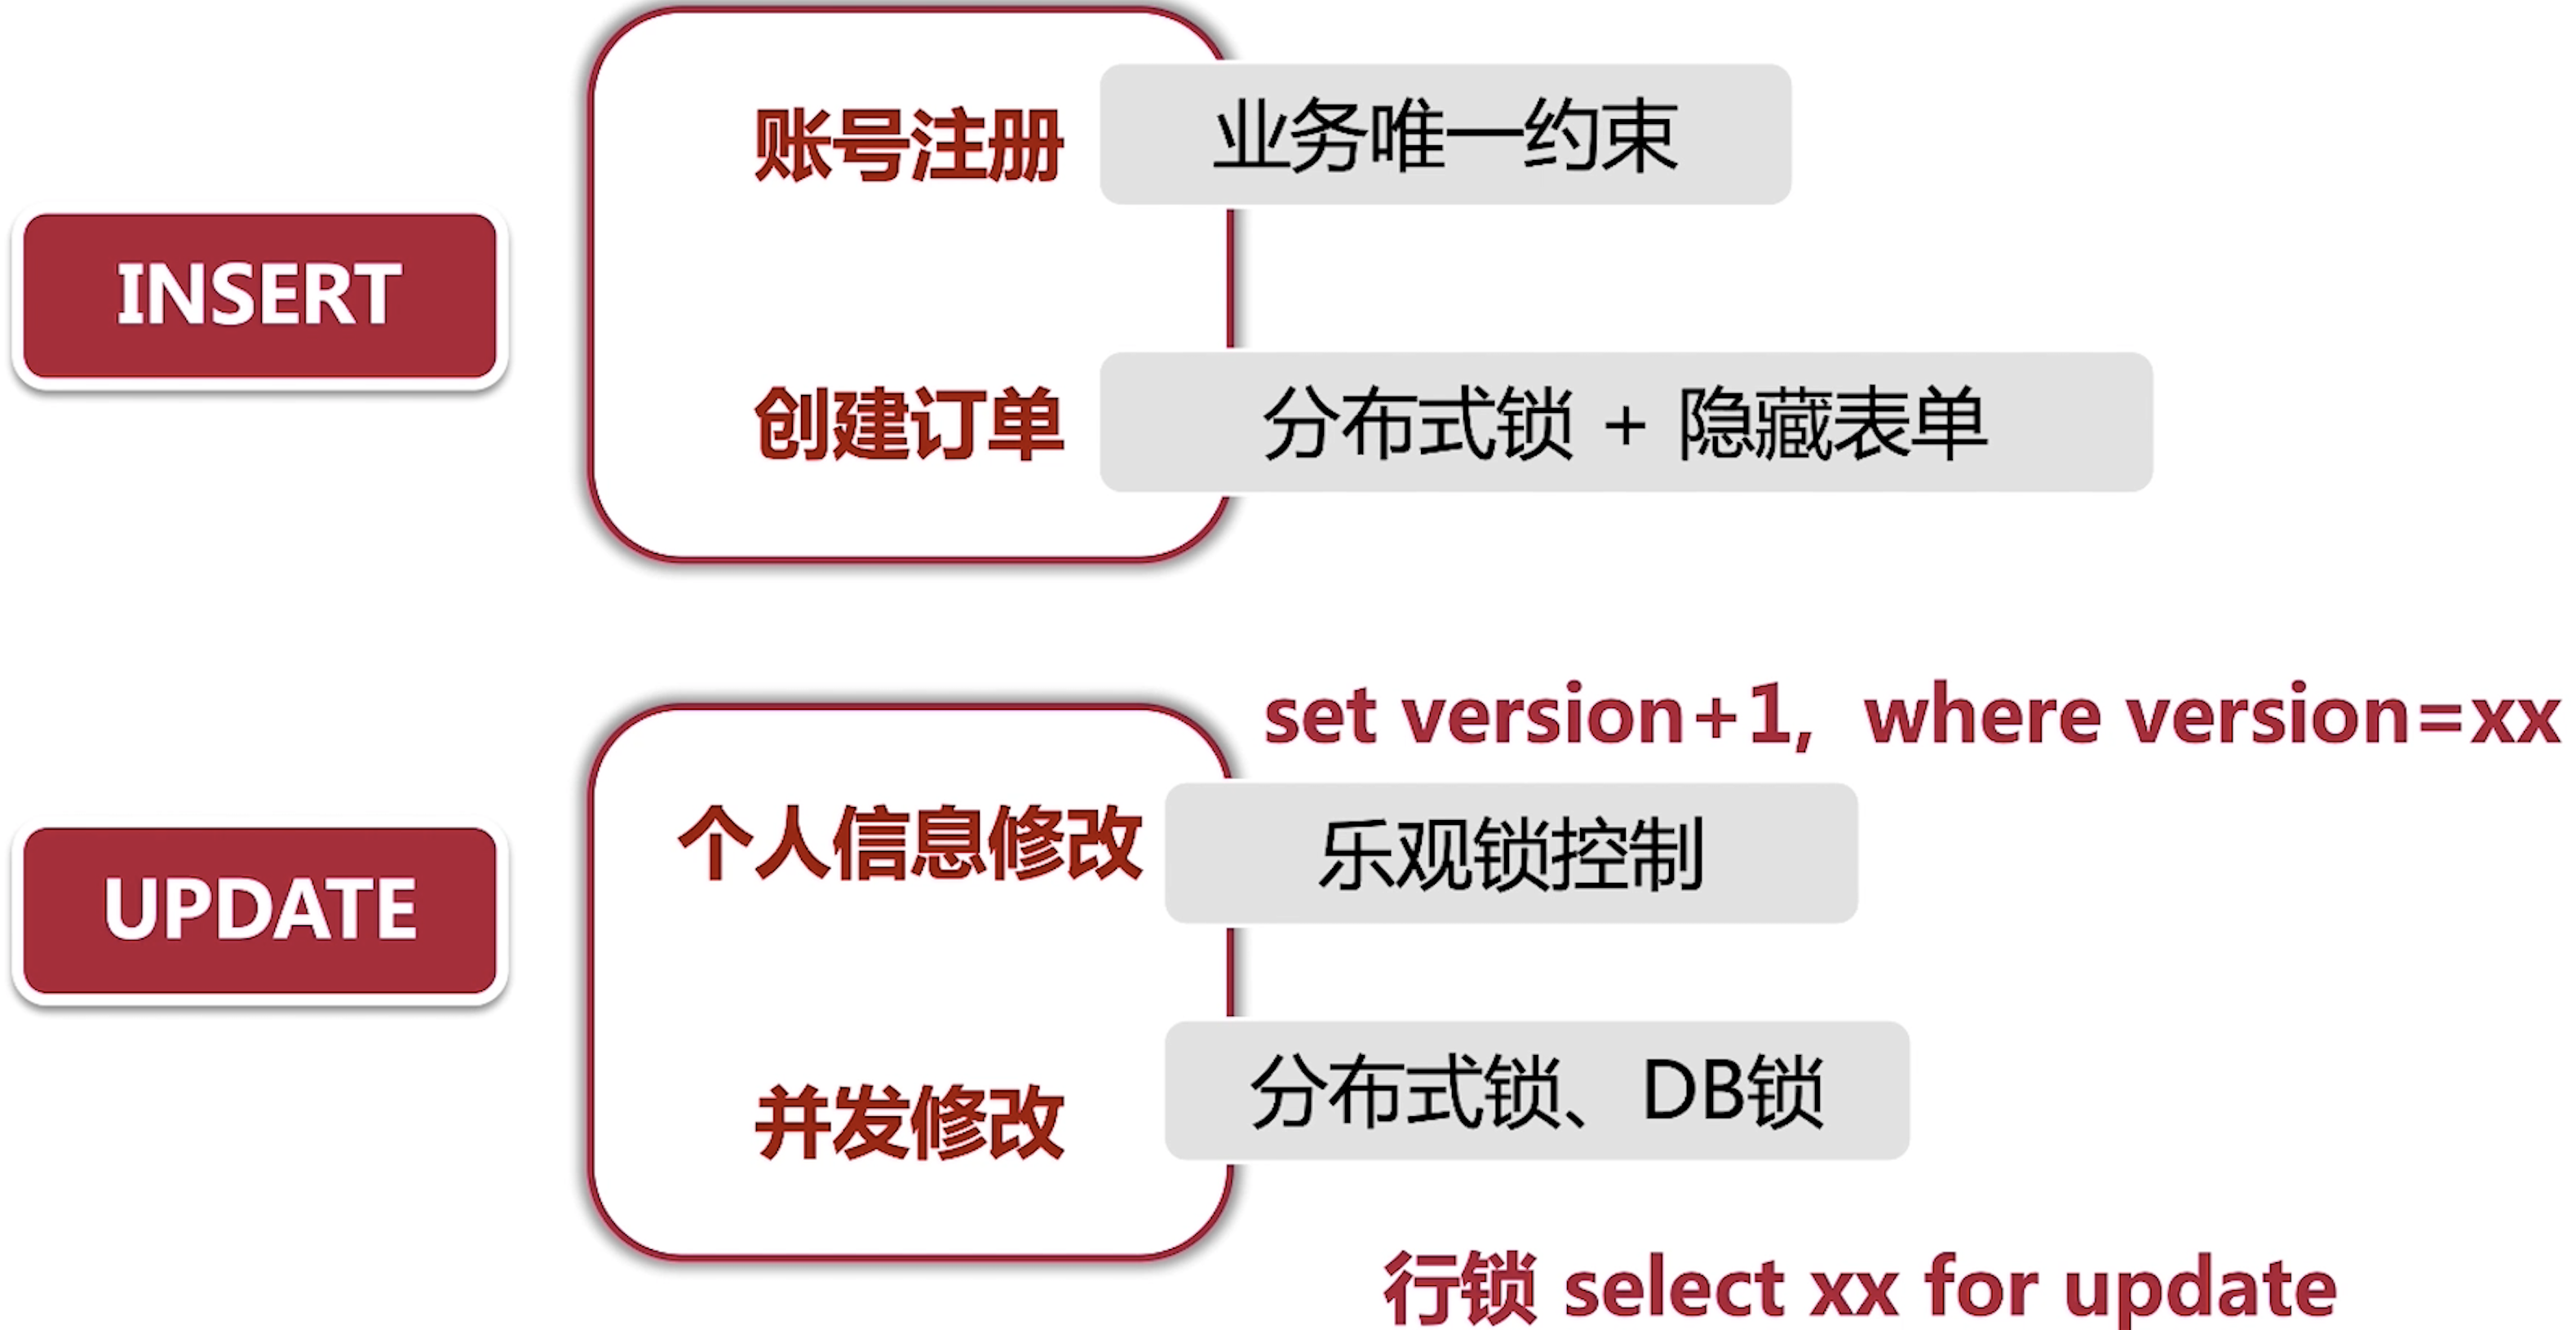 INSERT
账号注册
业务唯一约束
创建订单
分布式锁 + 隐藏表单
UPDATE
set version+1, where version=xx
个人信息修改
乐观锁控制
并发修改
分布式锁、DB锁
行锁 select xx for update